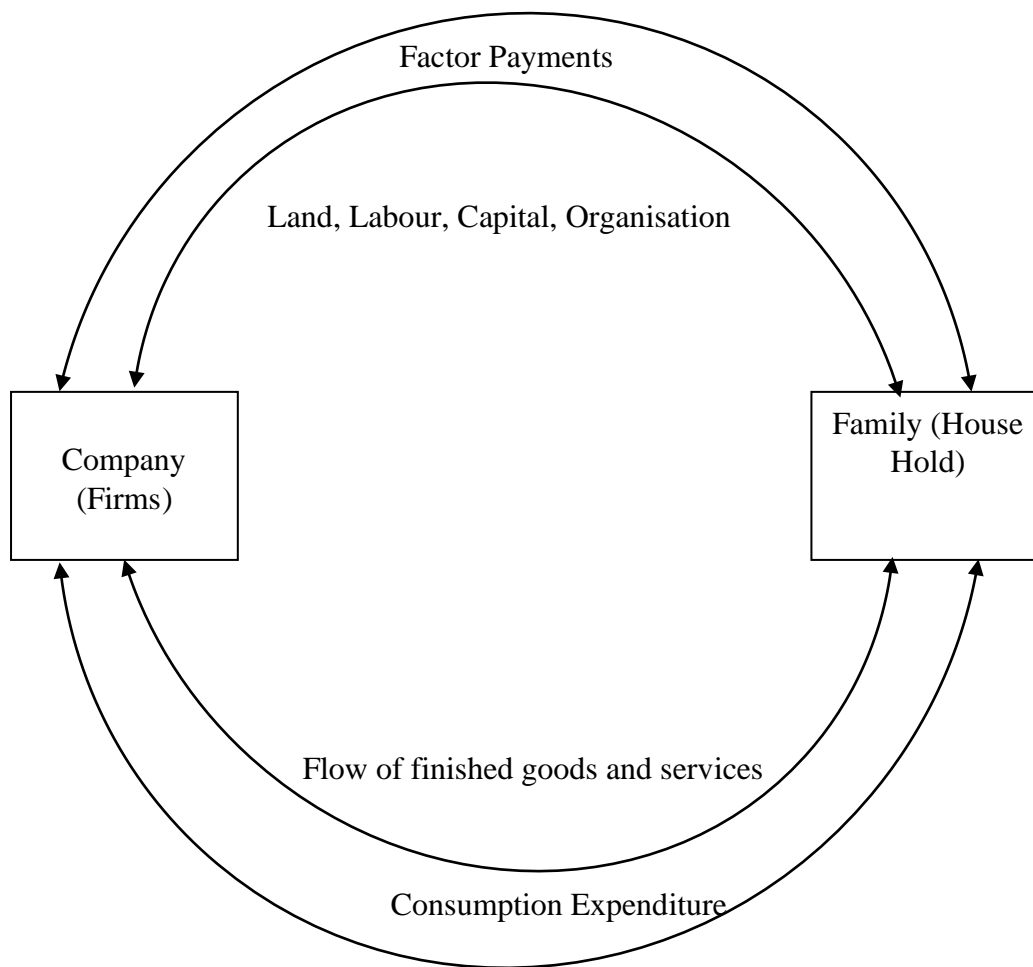 Factor Payments
Land, Labour, Capital, Organisation
Company
(Firms)
Family (House
Hold)
Flow of finished goods and services
Consumption Expenditure